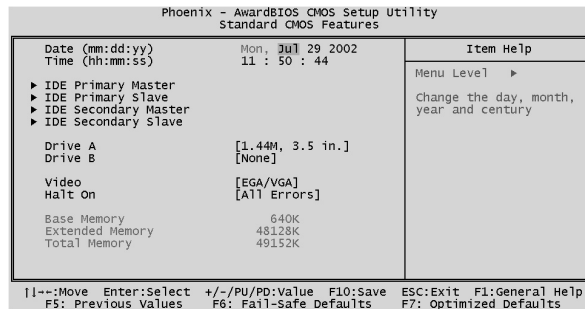 Phoenix - AwardBIOS CMOS Setup Utility
Standard CMOS Features
Date (mm:dd:yy) Mon, Jul 29 2002
Time (hh:mm:ss) 11 : 50 : 44
▶ IDE Primary Master
▶ IDE Primary Slave
▶ IDE Secondary Master
▶ IDE Secondary Slave
Drive A [1.44M, 3.5 in.]
Drive B [None]
Video [EGA/VGA]
Halt On [All Errors]
Base Memory 640K
Extended Memory 48128K
Total Memory 49152K
Item Help
Menu Level ▶
Change the day, month,
year and century
↑↓→←:Move Enter:Select +/-/PU/PD:Value F10:Save ESC:Exit F1:General Help
F5: Previous Values F6: Fail-Safe Defaults F7: Optimized Defaults